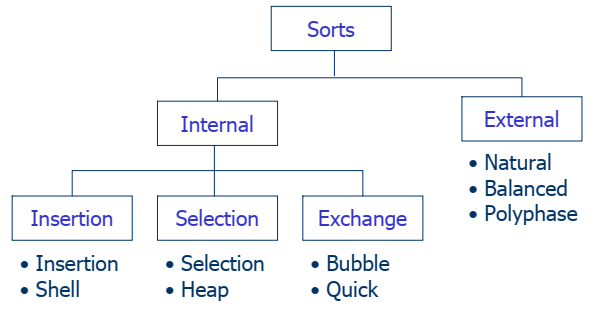 Sorts
Internal
External
• Natural
• Balanced
• Polyphase
Insertion
Selection
Exchange
• Insertion
• Shell
• Selection
• Heap
• Bubble
• Quick